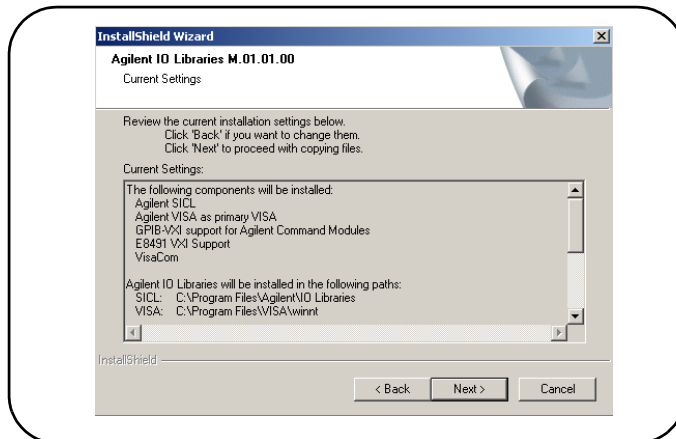 InstallShield Wizard
Agilent IO Libraries M.01.01.00
Current Settings
Review the current installation settings below.
Click 'Back' if you want to change them.
Click 'Next' to proceed with copying files.
Current Settings:
The following components will be installed:
Agilent SICL
Agilent VISA as primary VISA
GPIB-VXI support for Agilent Command Modules
E8491 VXI Support
VisaCom
Agilent IO Libraries will be installed in the following paths:
SICL: C:\Program Files\Agilent\IO Libraries
VISA: C:\Program Files\VISA\winnt
InstallShield
< Back
Next >
Cancel